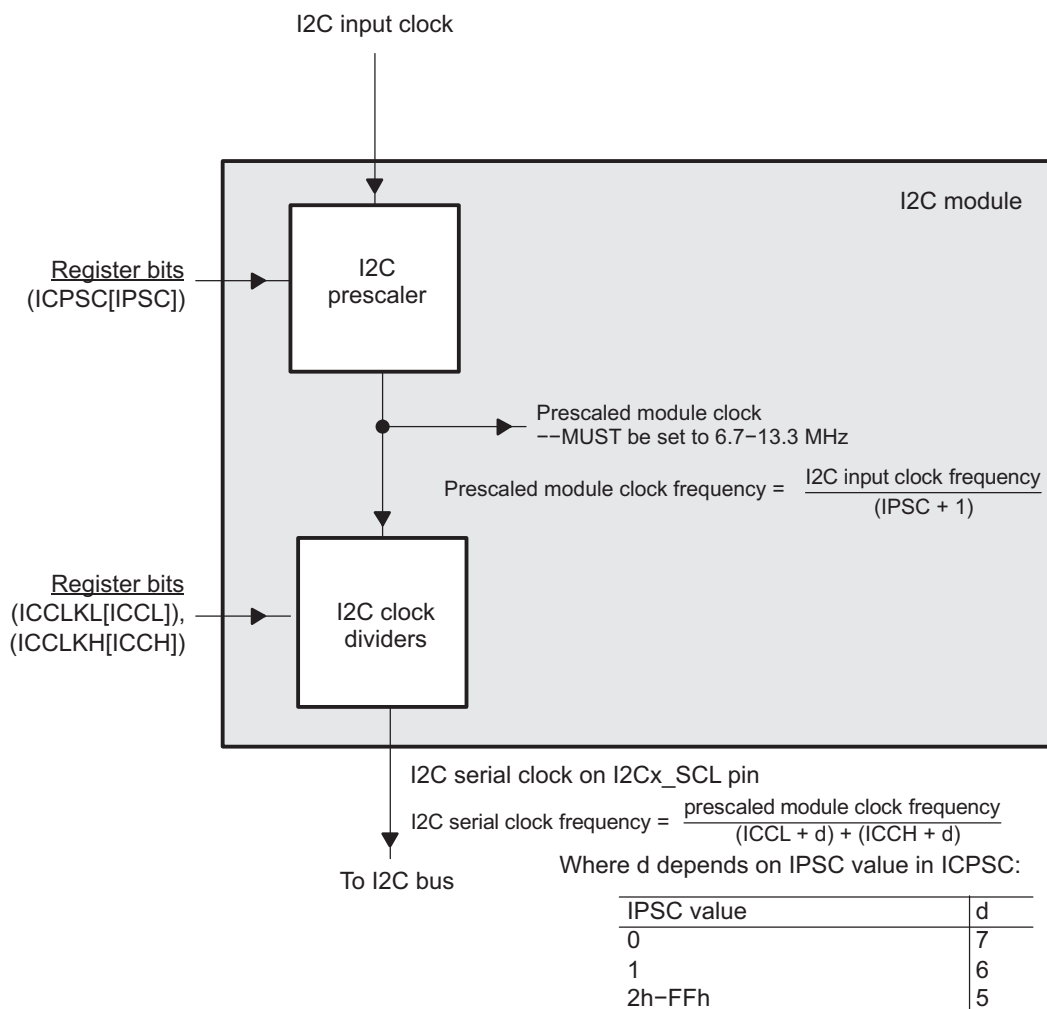 I2C input clock
I2C module
Register bits
(ICPSC[IPSC])
I2C
prescaler
Prescaled module clock
−−MUST be set to 6.7−13.3 MHz
Prescaled module clock frequency = I2C input clock frequency
(IPSC + 1)
Register bits
(ICCLKL[ICCL]),
(ICCLKH[ICCH])
I2C clock
dividers
I2C serial clock on I2Cx_SCL pin
I2C serial clock frequency = prescaled module clock frequency
(ICCL + d) + (ICCH + d)
To I2C bus
Where d depends on IPSC value in ICPSC:
IPSC value d
0 7
1 6
2h−FFh 5